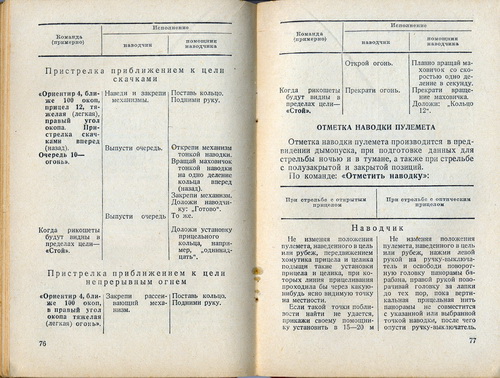 Команда
(примерно)
Исполнение
наводчика
помощник
наводчика
Пристрелка приближением к цели
скачками
«Ориентир 4, бли-
же 100 окоп,
прицел 12, тя-
желая (легкая),
правый угол
окопа. При-
стрелка скач-
ками вперед
(назад).
Очередь 10—
огонь».
Наведи и закрепи
механизмы.
Поставь кольцо.
Подними руку.
Выпусти очередь.
Открепи механизм
тонкой наводки.
Вращай маховичок
тонкой наводки
на одно деление
кольца вперед
(назад).
Закрепи механизм.
Доложи наводчи-
ку: „Готово“.
Выпусти очередь
То же.
Когда рикошеты
будут видны в
пределах цели—
«Стой».
Доложи установку
прицельного
кольца, напри-
мер, „одиннад-
цать“.
Пристрелка приближением к цели
непрерывным огнем
«Ориентир 4, бли-
же 100 окоп,
в правый угол
окопа тяжелая
(легкая) огонь».
Закрепи рассеи-
вающий меха-
низм.
Поставь кольцо.
Подними руку.
76
Команда
(примерно)
Исполнение
наводчик
помощник
наводчика
Открой огонь.
Плавно вращай ма-
ховичок со ско-
ростью одно де-
ление в секунду.
Когда рикошеты
будут видны в
пределах цели—
«Стой».
Прекрати огонь.
Прекрати враще-
ние маховичка.
Доложи: „Кольцо
12“.
ОТМЕТКА НАВОДКИ ПУЛЕМЕТА
Отметка наводки пулемета производится в пред-
видении дымопуска, при подготовке данных для
стрельбы ночью и в тумане, а также при стрельбе
с полузакрытой и закрытой позиций.
По команде: «Отметить наводку»:
При стрельбе с открытым
прицелом
При стрельбе с оптическим
прицелом
Наводчик
Не изменяя положения
пулемета, наведенного в цель
или рубеж, передвижением
хомутика прицела и целика
подыщи такие установки
прицела и целика, при ко-
торых линия прицеливания
проходила бы через какую-
нибудь ясно видимую точку
на местности.
Если такой точки побли-
зости найти не удается,
прикажи своему помощни-
ку установить в 15—20 м
Не изменяя положения
пулемета, наведенного в цель
или рубеж, нажми левой
рукой на ручку-выключа-
тель и освободи поворот-
ную головку панорамы ба-
рабана, правой рукой пово-
рачивай головку за лапки
до тех пор, пока верти-
кальная прицельная нить
панорамы не совместится
с указанной или выбранной
точкой наводки, после чего
опусти ручку-выключатель.
77